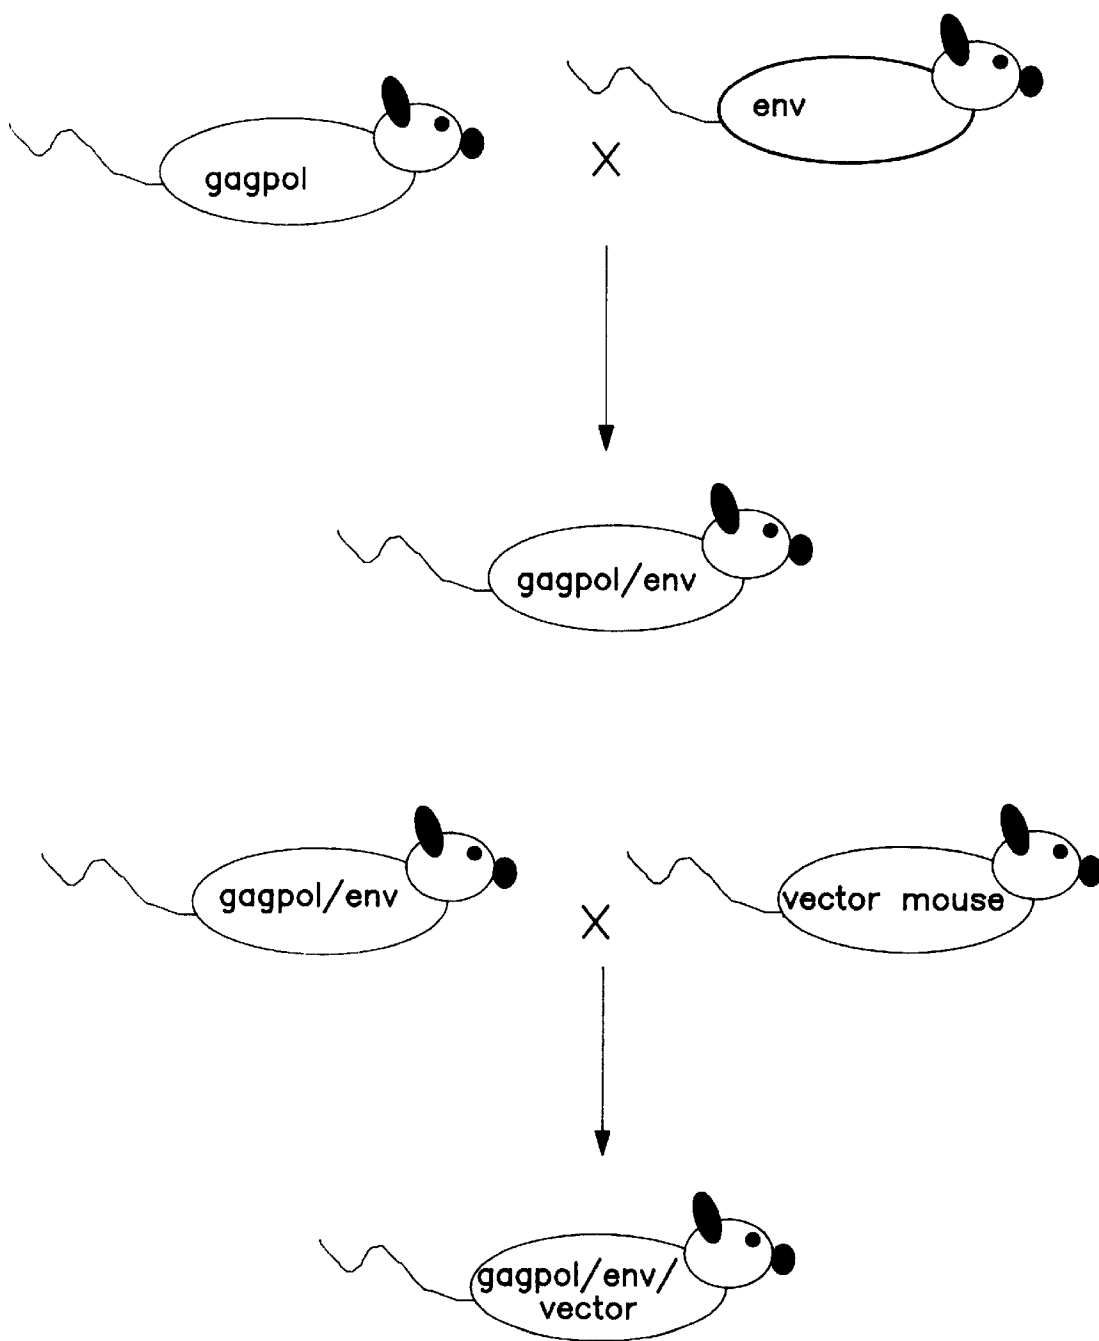 env
gagpol
X
gagpol/env
gagpol/env
vector mouse
X
gagpol/env/
vector